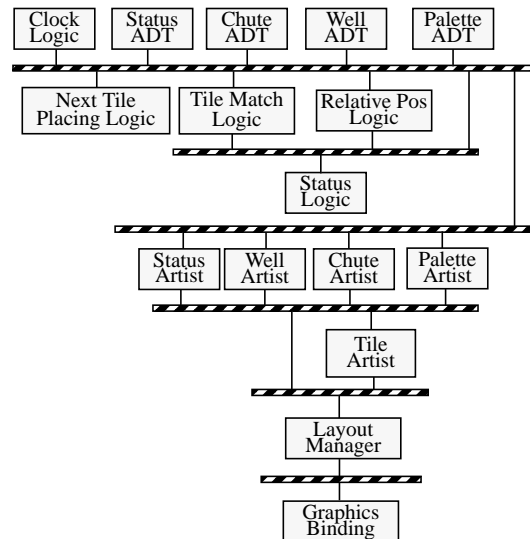 Clock Status Chute Well Palette
Logic ADT ADT ADT ADT
Next Tile Tile Match Relative Pos
Placing Logic Logic Logic
Status
Logic
Status Well Chute Palette
Artist Artist Artist Artist
Tile
Artist
Layout
Manager
Graphics
Binding